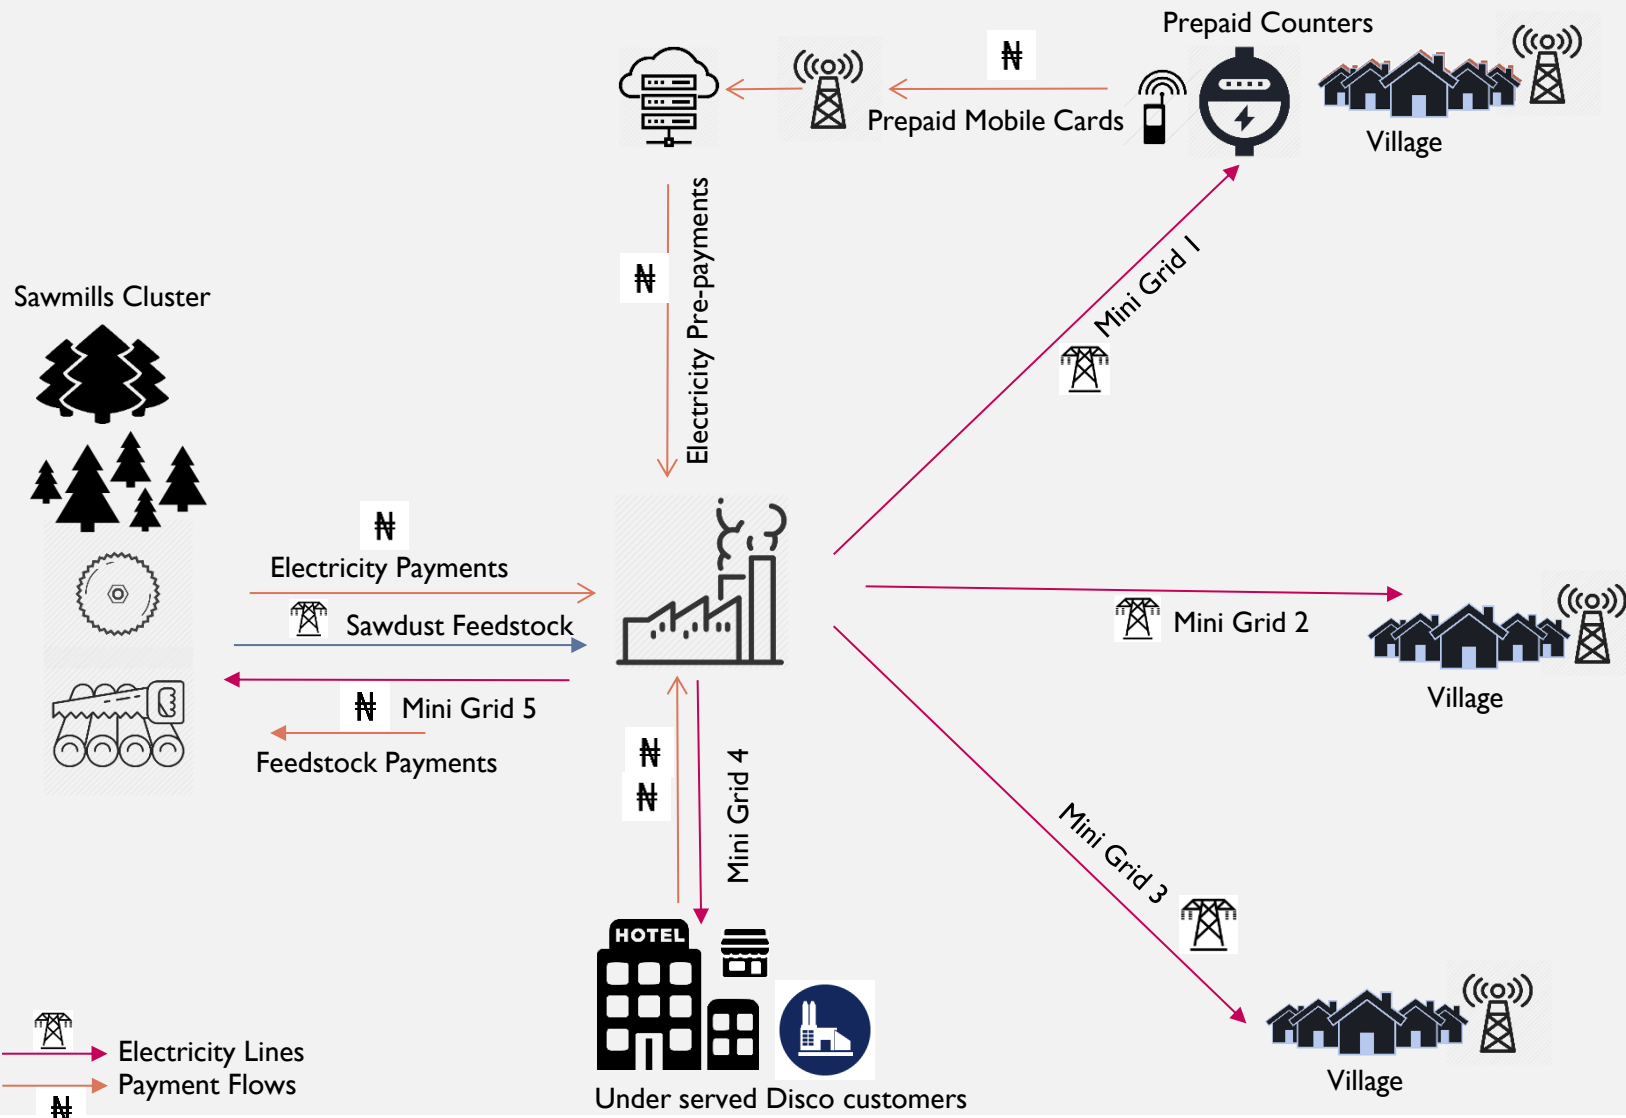 Prepaid Counters
₦
Prepaid Mobile Cards
Village
Electricity Pre-payments
₦
Mini Grid 1
Sawmills Cluster
₦
Electricity Payments
Sawdust Feedstock
₦ Mini Grid 5
Feedstock Payments
Mini Grid 2
Village
₦
₦
Mini Grid 4
Mini Grid 3
HOTEL
Village
Under served Disco customers
Electricity Lines
Payment Flows
₦